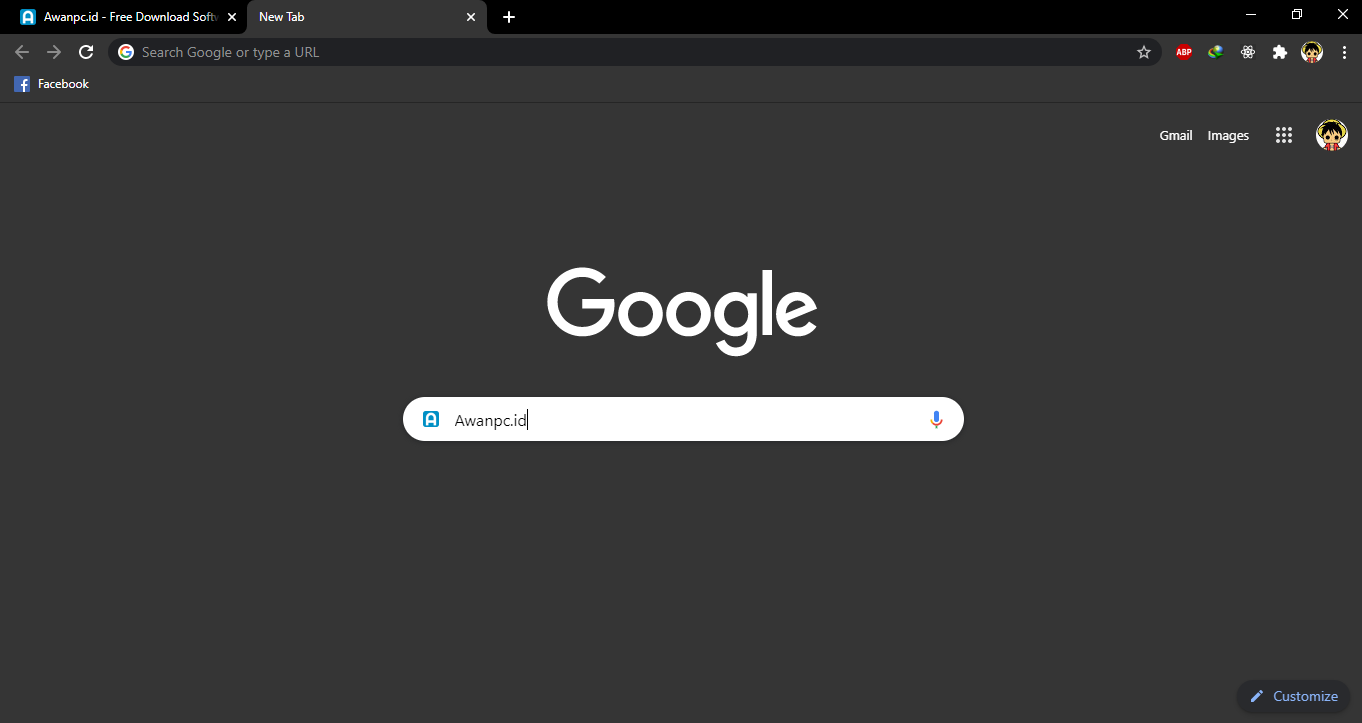 Awanpc.id - Free Download Softw
New Tab
Search Google or type a URL
ABP
Facebook
Gmail
Images
Google
Awanpc.id
Customize